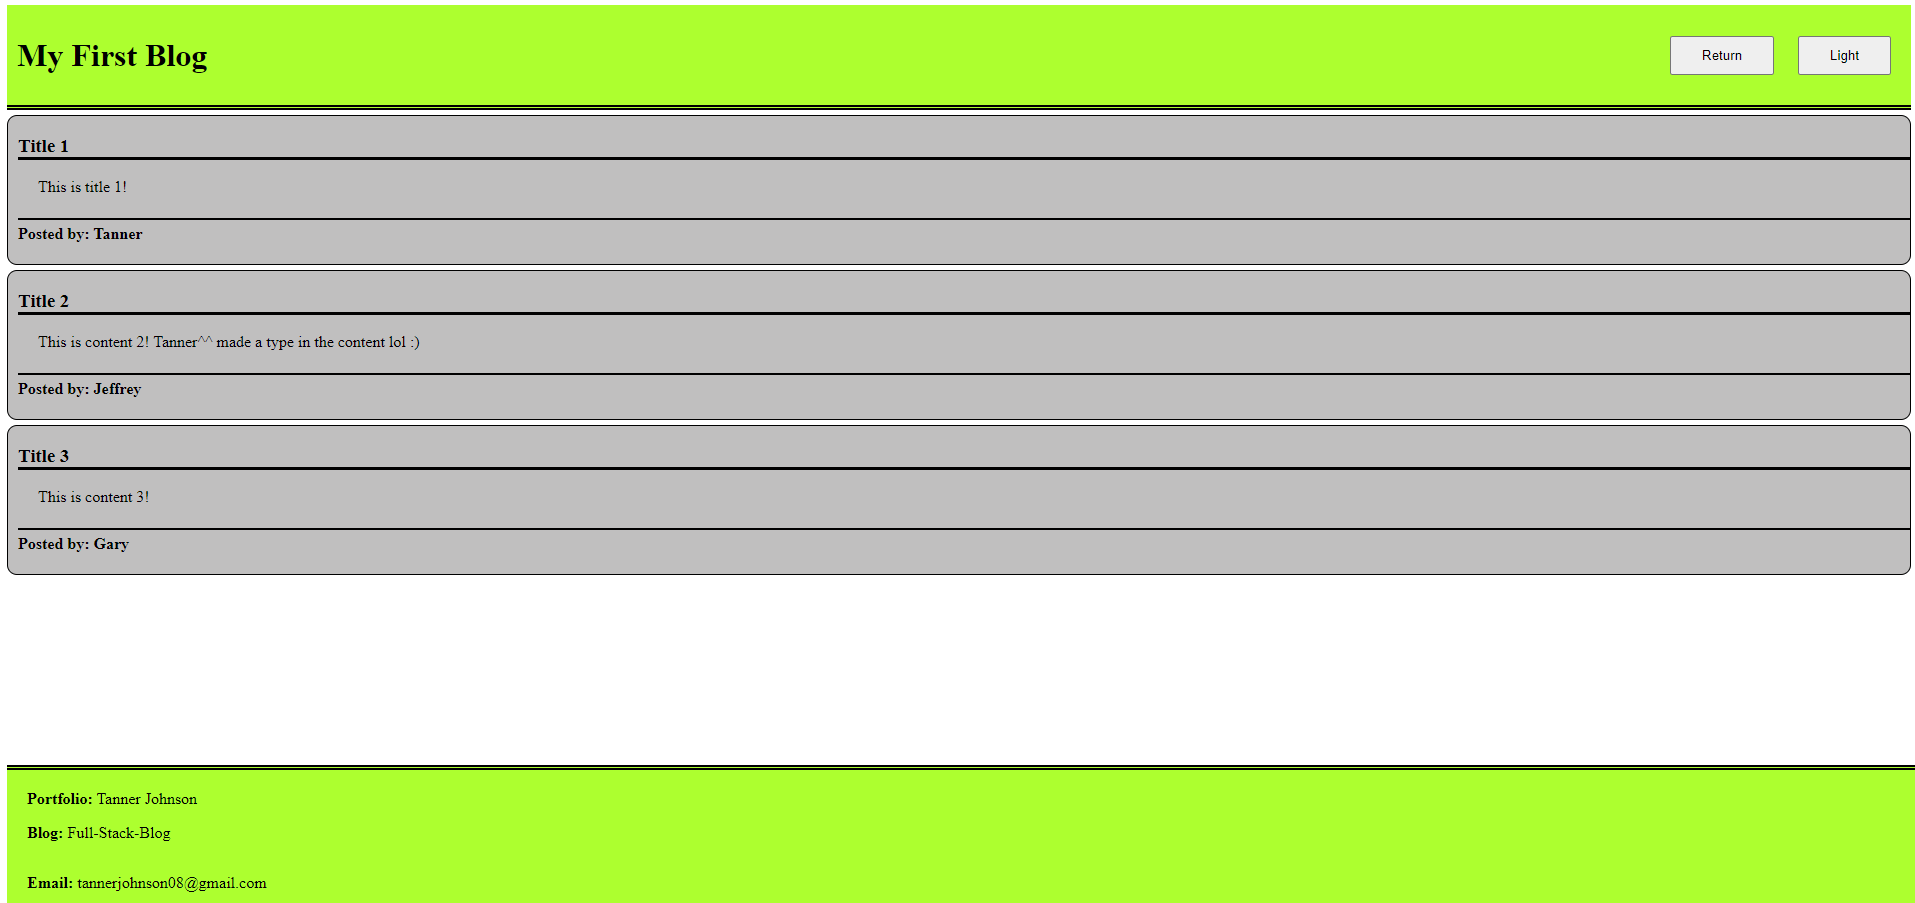 My First Blog
Return
Light
Title 1
This is title 1!
Posted by: Tanner
Title 2
This is content 2! Tanner^^ made a type in the content lol :)
Posted by: Jeffrey
Title 3
This is content 3!
Posted by: Gary
Portfolio: Tanner Johnson
Blog: Full-Stack-Blog
Email: tannerjohnson08@gmail.com